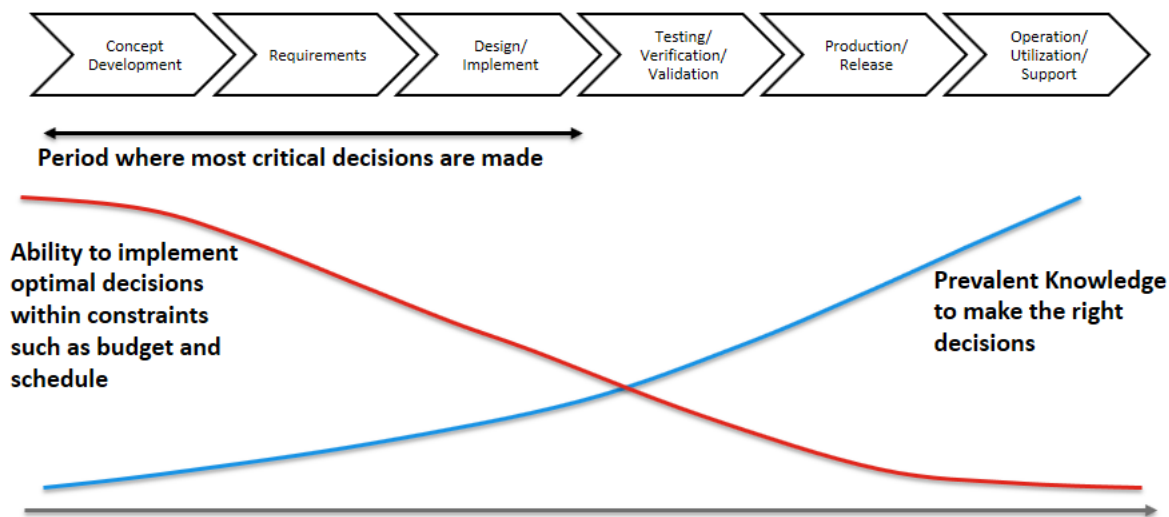 Concept
Development
Requirements
Design/
Implement
Testing/
Verification/
Validation
Production/
Release
Operation/
Utilization/
Support
Period where most critical decisions are made
Ability to implement
optimal decisions
within constraints
such as budget and
schedule
Prevalent Knowledge
to make the right
decisions